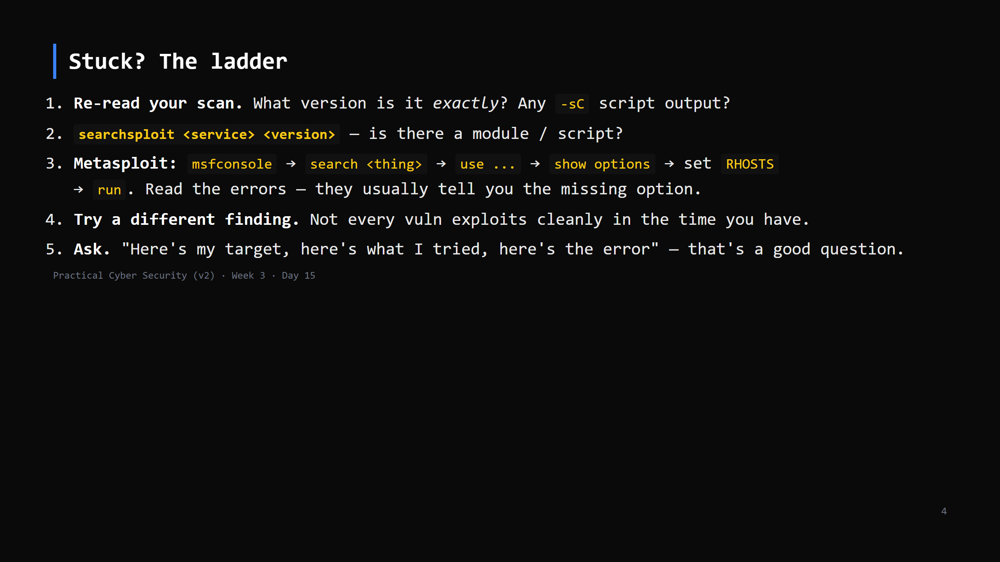 Stuck? The ladder
1. Re-read your scan. What version is it exactly? Any -sC script output?
2. searchsploit <service> <version> — is there a module / script?
3. Metasploit: msfconsole → search <thing> → use ... → show options → set RHOSTS
→ run. Read the errors — they usually tell you the missing option.
4. Try a different finding. Not every vuln exploits cleanly in the time you have.
5. Ask. "Here's my target, here's what I tried, here's the error" — that's a good question.
Practical Cyber Security (v2) · Week 3 · Day 15
4